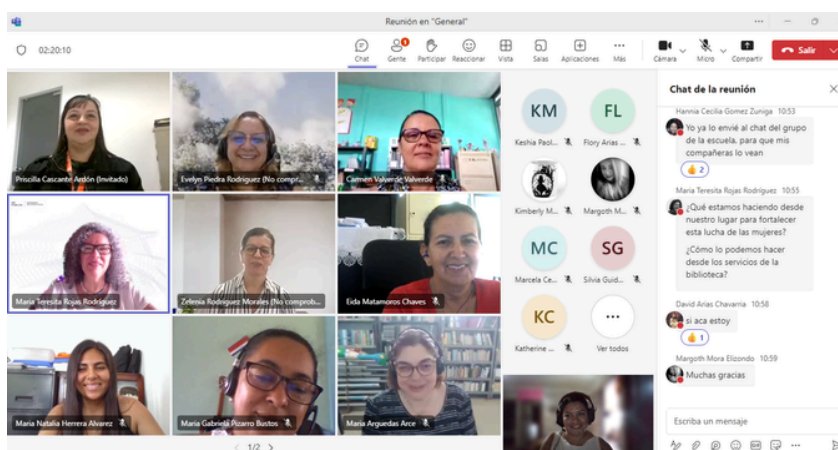 Reunión en "General"
02:20:10
Chat
Gente
Participar
Reaccionar
Vista
Salas
Aplicaciones
Más
Cámara
Micro
Compartir
Salir
Priscilla Cascante Ardón (Invitado)
Evelyn Piedra Rodriguez (No compr...
Carmen Valverde Valverde
Maria Teresita Rojas Rodriguez
Zelenia Rodriguez Morales (No comprob...
Eida Matamoros Chaves
Maria Natalia Herrera Alvarez
Maria Gabriela Pizarro Bustos
Maria Arguedas Arce
1/2
KM
FL
Keshia Paol...
Flory Arias ...
Kimberly M...
Margoth M...
MC
SG
Marcela Ce...
Silvia Guid...
KC
Katherine ...
Ver todos
Chat de la reunión
Hannia Cecilia Gomez Zuniga 10:53
Yo ya lo envié al chat del grupo
de la escuela, para que mis
compañeras lo vean
2
Maria Teresita Rojas Rodríguez 10:55
¿Qué estamos haciendo desde
nuestro lugar para fortalecer
esta lucha de las mujeres?
¿Cómo lo podemos hacer
desde los servicios de la
biblioteca?
David Arias Chavarria 10:58
si aca estoy
1
Margoth Mora Elizondo 10:59
Muchas gracias
Escriba un mensaje